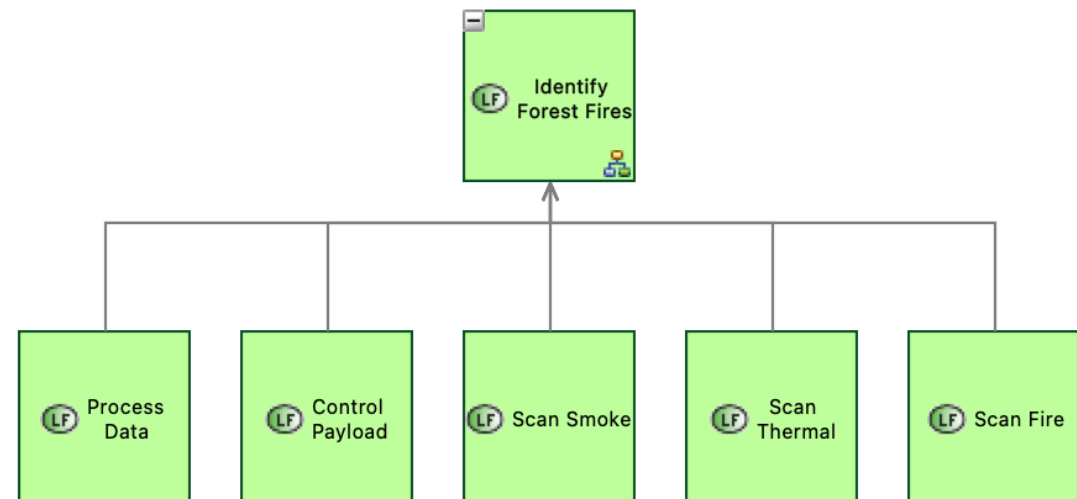 LF
Identify
Forest Fires
LF
Process
Data
LF
Control
Payload
LF
Scan Smoke
LF
Scan
Thermal
LF
Scan Fire